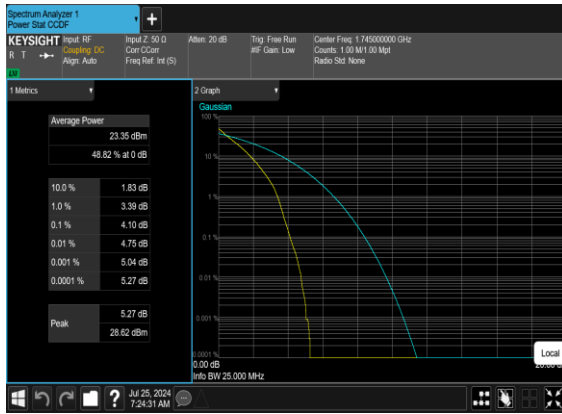 Spectrum Analyzer 1
Power Stat CCDF
+
KEYSIGHT
R T
LXI
Input: RF
Coupling: DC
Align: Auto
Input Z: 50 Ω
Corr CCorr
Freq Ref: Int (S)
Atten: 20 dB
Trig: Free Run
#IF Gain: Low
Center Freq: 1.745000000 GHz
Counts: 1.00 M/1.00 Mpt
Radio Std: None
1 Metrics
Average Power
23.35 dBm
48.82 % at 0 dB
10.0 % 1.83 dB
1.0 % 3.39 dB
0.1 % 4.10 dB
0.01 % 4.75 dB
0.001 % 5.04 dB
0.0001 % 5.27 dB
Peak
5.27 dB
28.62 dBm
2 Graph
Gaussian
100 %
10 %
1 %
0.1 %
0.01 %
0.001 %
0.0001 %
0.00 dB
Info BW 25.000 MHz
Local
?
Jul 25, 2024
7:24:31 AM